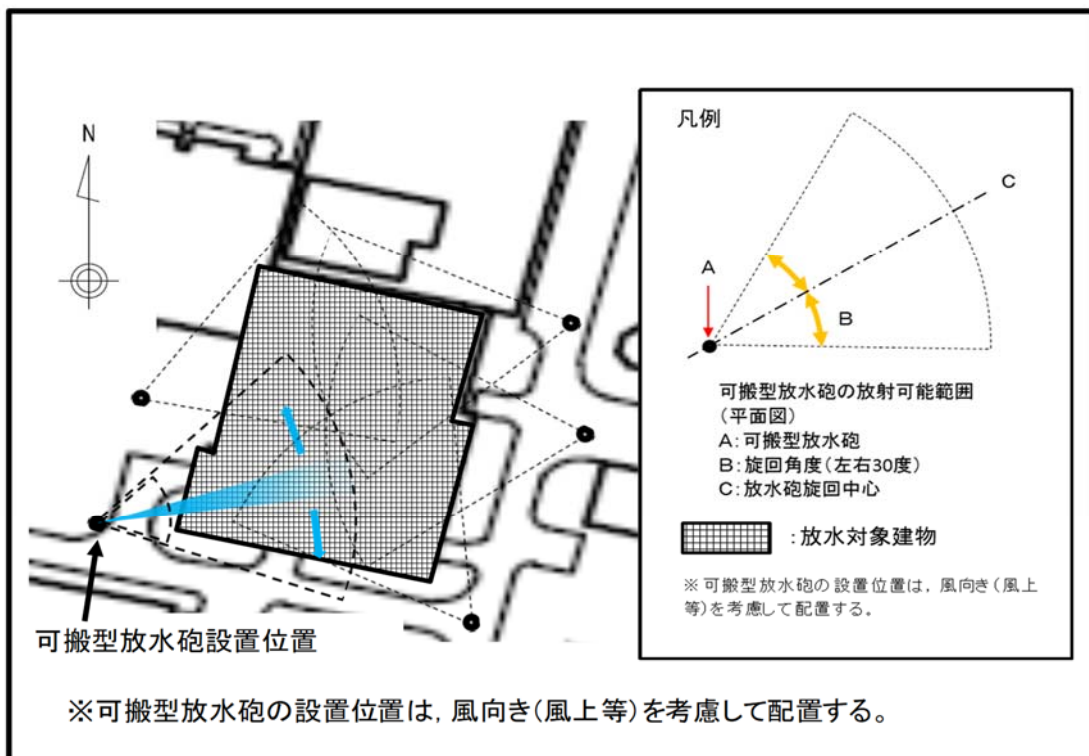 N
凡例
C
A
B
可搬型放水砲の放射可能範囲
（平面図）
A：可搬型放水砲
B：旋回角度（左右30度）
C：放水砲旋回中心
：放水対象建物
※可搬型放水砲の設置位置は，風向き（風上
等）を考慮して配置する。
可搬型放水砲設置位置
※可搬型放水砲の設置位置は，風向き（風上等）を考慮して配置する。